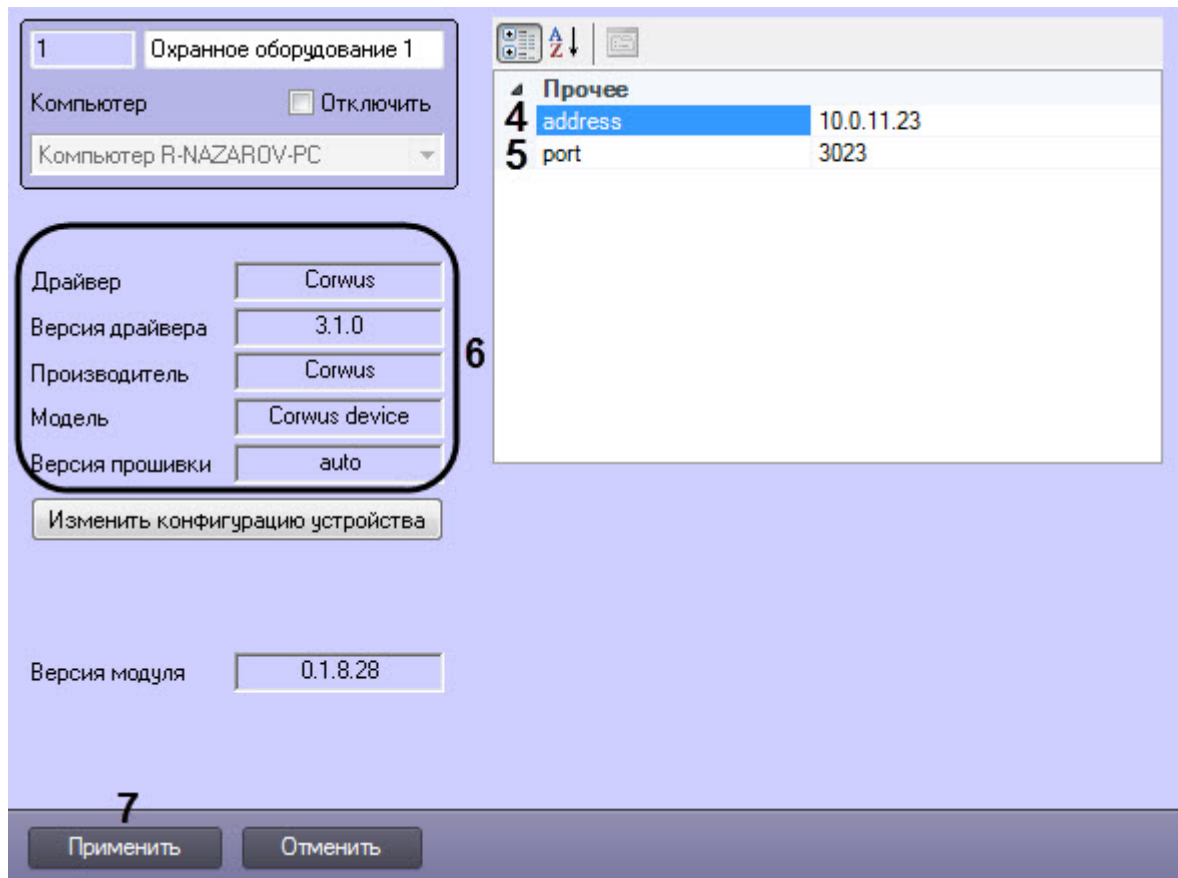 1 Охранное оборудование 1
Компьютер Отключить
Компьютер R-NAZAROV-PC
Драйвер Corwus
Версия драйвера 3.1.0
Производитель Corwus
Модель Corwus device
Версия прошивки auto
6
Изменить конфигурацию устройства
Версия модуля 0.1.8.28
A
Z
Прочее
4 address 10.0.11.23
5 port 3023
7
Применить Отменить